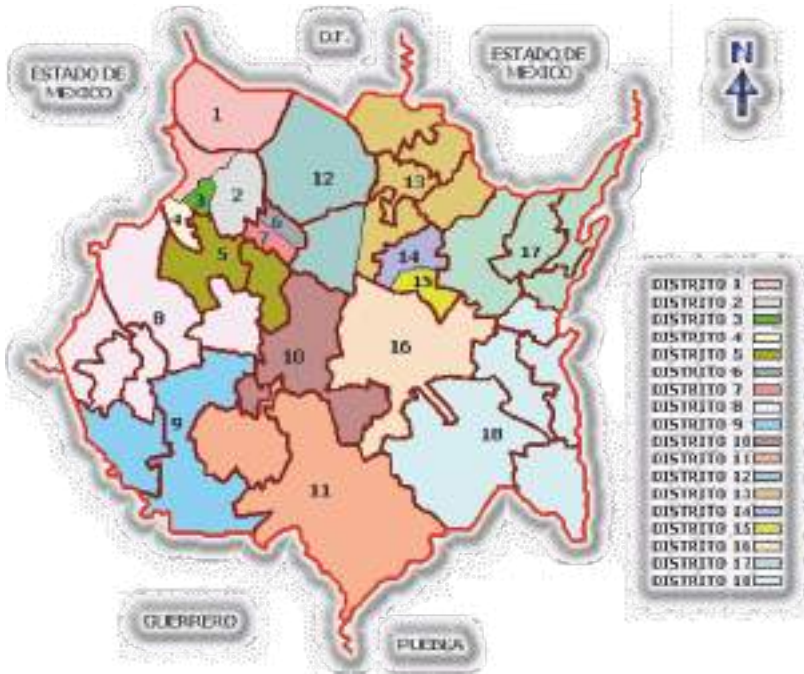 D.F.
ESTADO DE
MEXICO
ESTADO DE
MEXICO
N
1
12
13
2
3
4
6
7
5
14
15
17
8
10
16
9
11
18
DISTRITO 1
DISTRITO 2
DISTRITO 3
DISTRITO 4
DISTRITO 5
DISTRITO 6
DISTRITO 7
DISTRITO 8
DISTRITO 9
DISTRITO 10
DISTRITO 11
DISTRITO 12
DISTRITO 13
DISTRITO 14
DISTRITO 15
DISTRITO 16
DISTRITO 17
DISTRITO 18
GUERRERO
PUEBLA